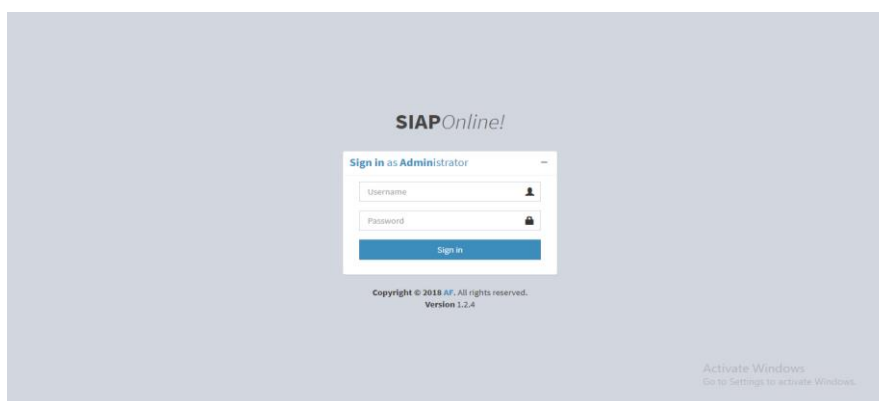 SIAPOnline!
Sign in as Administrator
Username
Password
Sign in
Copyright © 2018 AF. All rights reserved.
Version 1.2.4
Activate Windows
Go to Settings to activate Windows.